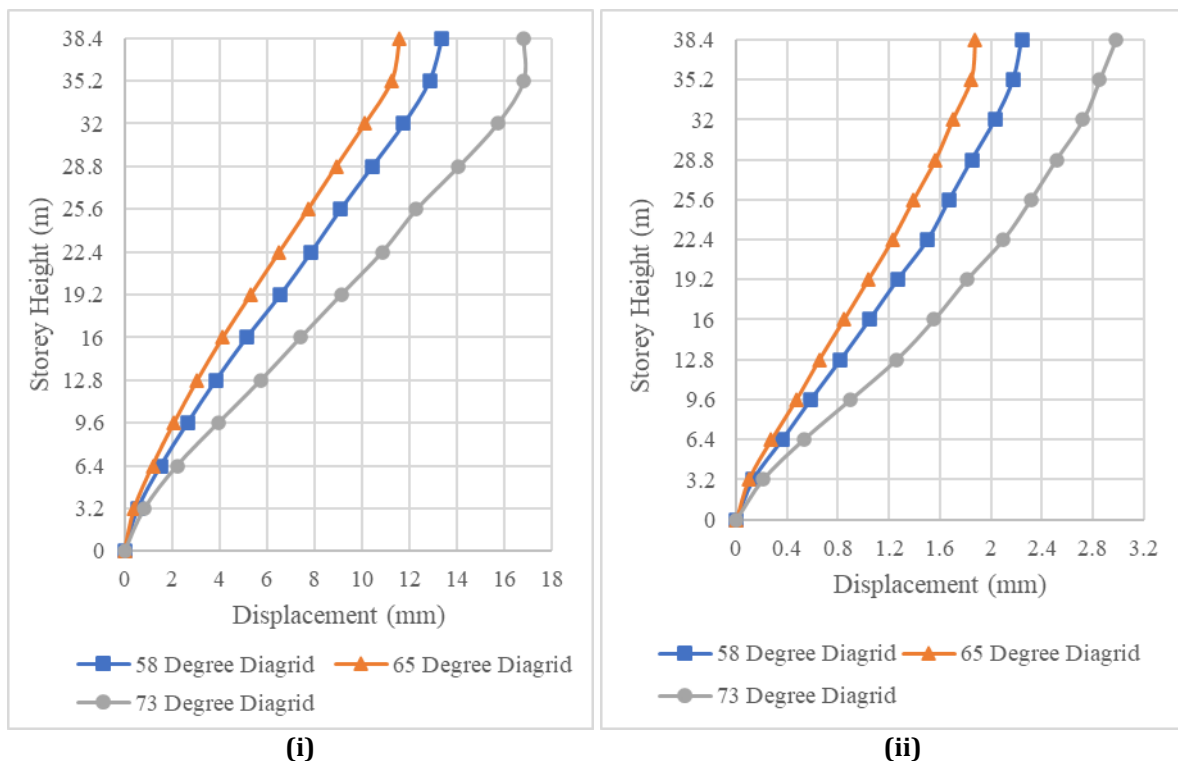 38.4
35.2
32
28.8
25.6
22.4
19.2
16
12.8
9.6
6.4
3.2
0
Storey Height (m)
0 2 4 6 8 10 12 14 16 18
Displacement (mm)
58 Degree Diagrid 65 Degree Diagrid
73 Degree Diagrid
(i)
38.4
35.2
32
28.8
25.6
22.4
19.2
16
12.8
9.6
6.4
3.2
0
Storey Height (m)
0 0.4 0.8 1.2 1.6 2 2.4 2.8 3.2
Displacement (mm)
58 Degree Diagrid 65 Degree Diagrid
73 Degree Diagrid
(ii)